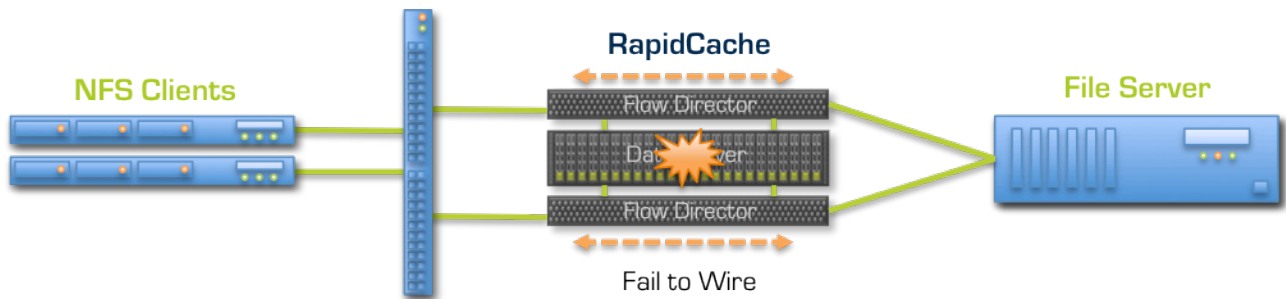 RapidCache
NFS Clients
File Server
Flow Director
Flow Director
Fail to Wire